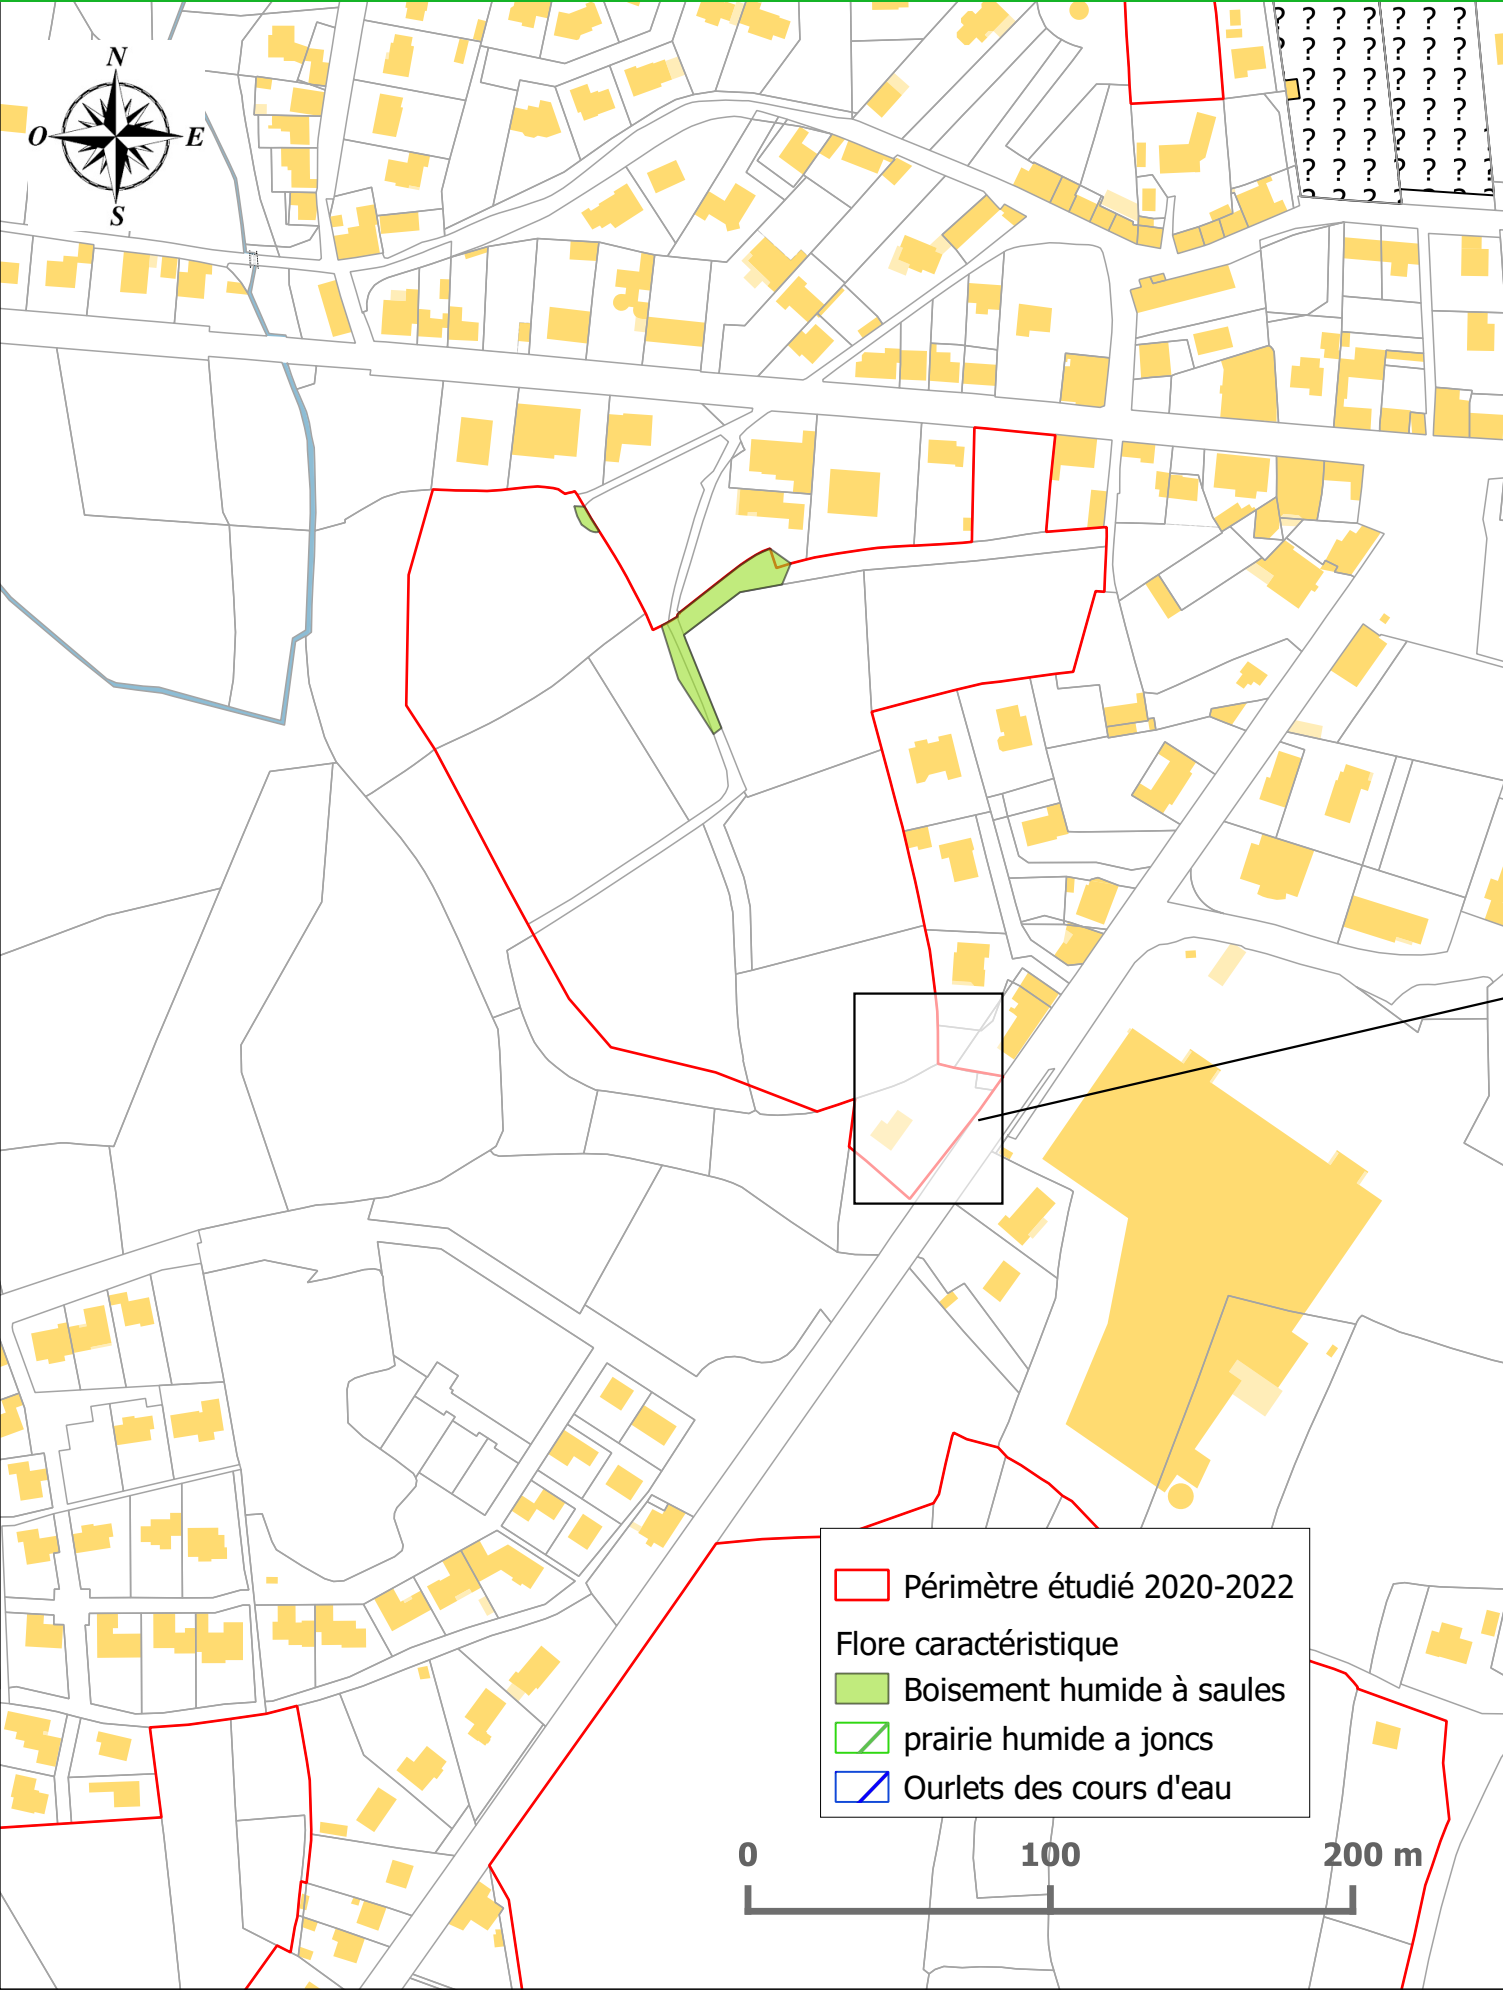 N
O E
S
? ? ? ? ? ? ?
? ? ? ? ? ? ?
? ? ? ? ? ?
? ? ? ? ? ?
? ? ? ? ? ?
? ? ? ? ? ?
? ? ? ? ? ?
Périmètre étudié 2020-2022
Flore caractéristique
Boisement humide à saules
prairie humide a joncs
Ourlets des cours d'eau
0 100 200 m